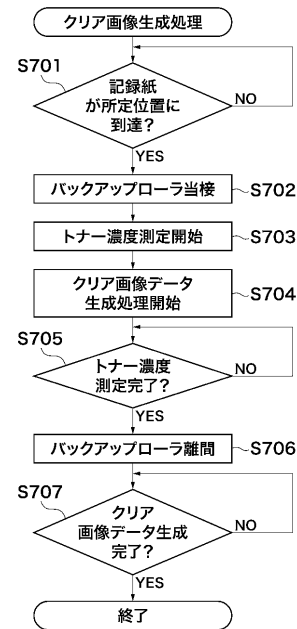 クリア画像生成処理
S701
記録紙
が所定位置に
到達？
NO
YES
バックアップローラ当接
S702
トナー濃度測定開始
S703
クリア画像データ
生成処理開始
S704
S705
トナー濃度
測定完了？
NO
YES
バックアップローラ離間
S706
S707
クリア
画像データ生成
完了？
NO
YES
終了